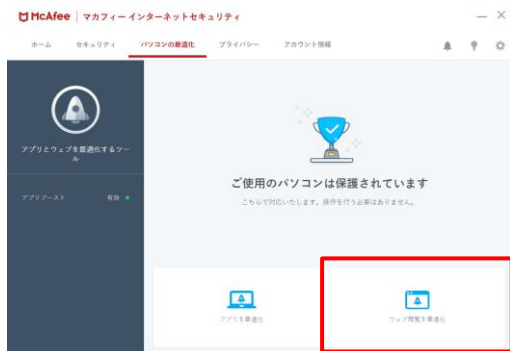 McAfee | マカフィー インターネットセキュリティ
ホーム セキュリティ パソコンの最適化 プライバシー アカウント情報
アプリとウェブを最適化するツー
ル
アプリブースト 有効
ご使用のパソコンは保護されています
こちらで対応いたします。操作を行う必要はありません。
アプリを最適化 ウェブ閲覧を最適化